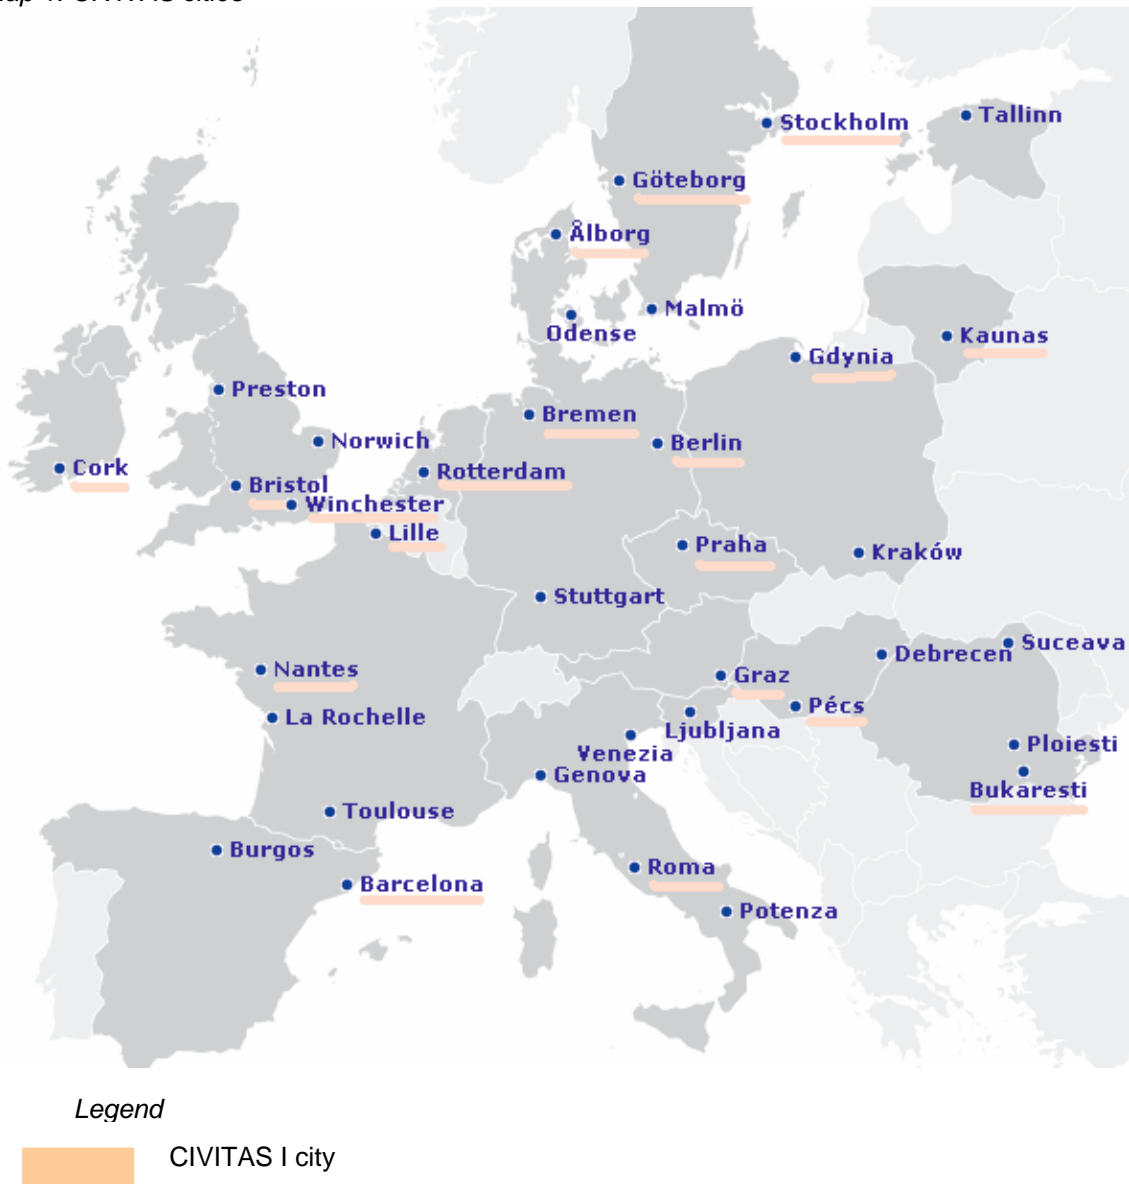 Stockholm
Tallinn
Göteborg
Ålborg
Malmö
Odense
Kaunas
Gdynia
Preston
Bremen
Norwich
Berlin
Cork
Rotterdam
Bristol
Winchester
Lille
Praha
Kraków
Stuttgart
Suceava
Debrecen
Nantes
Graz
Pécs
La Rochelle
Ljubljana
Venezia
Ploiesti
Genova
Bukaresti
Toulouse
Burgos
Roma
Barcelona
Potenza
Legend
CIVITAS I city